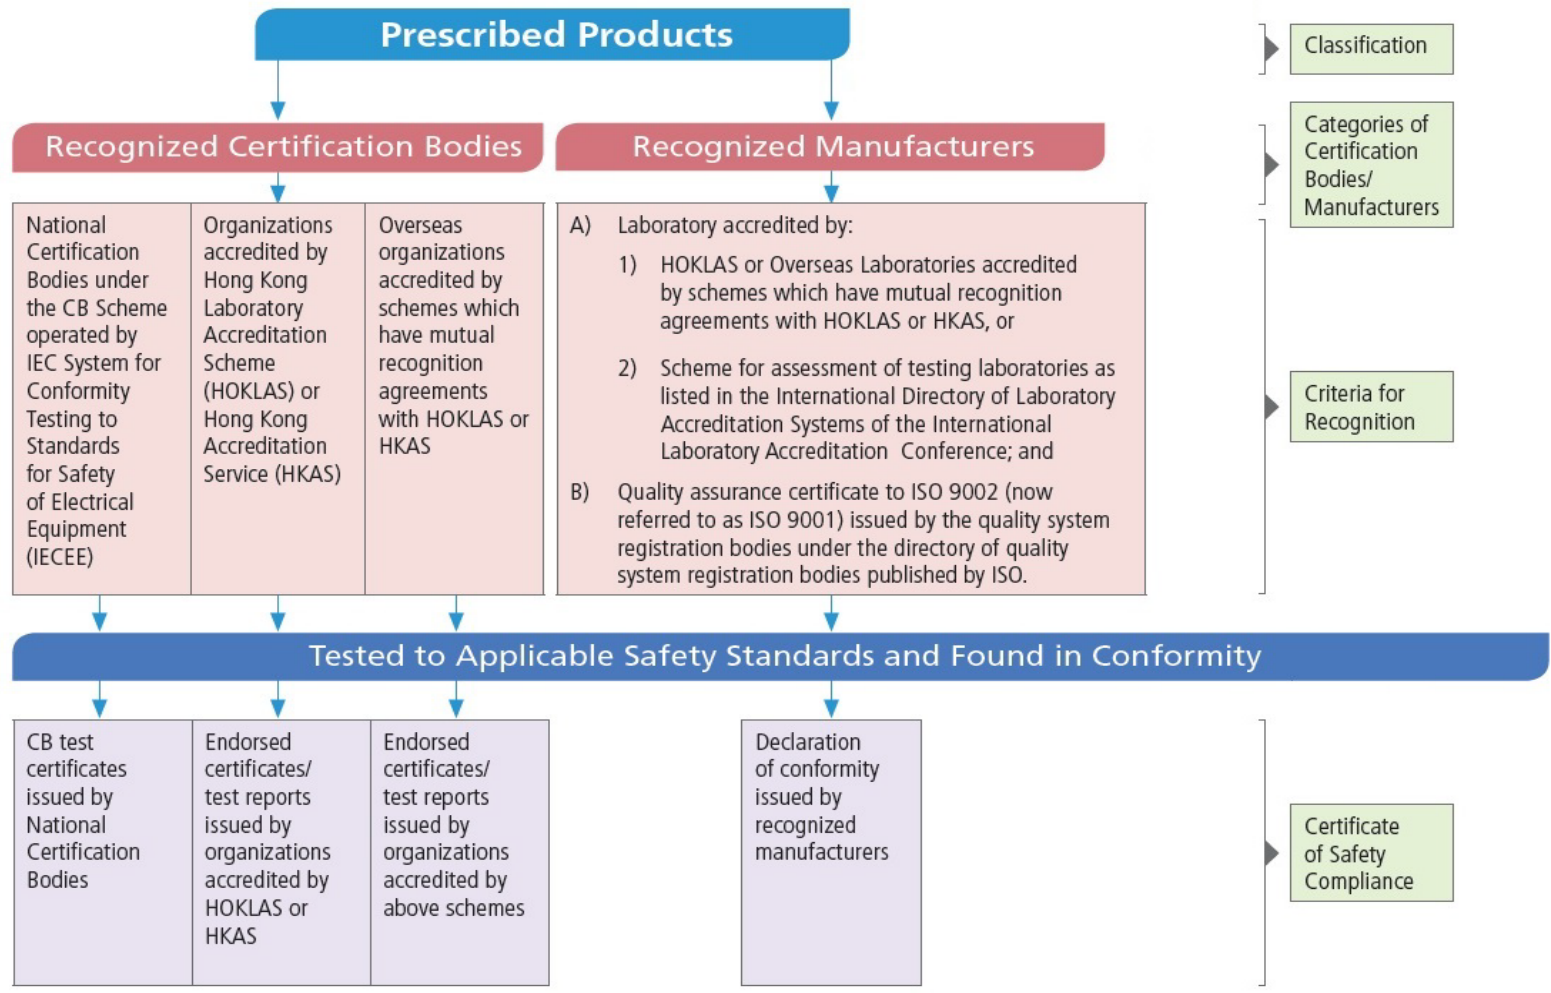 Prescribed Products
Classification
Recognized Certification Bodies
Recognized Manufacturers
Categories of
Certification
Bodies/
Manufacturers
National
Certification
Bodies under
the CB Scheme
operated by
IEC System for
Conformity
Testing to
Standards
for Safety
of Electrical
Equipment
(IECEE)
Organizations
accredited by
Hong Kong
Laboratory
Accreditation
Scheme
(HOKLAS) or
Hong Kong
Accreditation
Service (HKAS)
Overseas
organizations
accredited by
schemes which
have mutual
recognition
agreements
with HOKLAS or
HKAS
A) Laboratory accredited by:
1) HOKLAS or Overseas Laboratories accredited
by schemes which have mutual recognition
agreements with HOKLAS or HKAS, or
2) Scheme for assessment of testing laboratories as
listed in the International Directory of Laboratory
Accreditation Systems of the International
Laboratory Accreditation Conference; and
B) Quality assurance certificate to ISO 9002 (now
referred to as ISO 9001) issued by the quality system
registration bodies under the directory of quality
system registration bodies published by ISO.
Criteria for
Recognition
Tested to Applicable Safety Standards and Found in Conformity
CB test
certificates
issued by
National
Certification
Bodies
Endorsed
certificates/
test reports
issued by
organizations
accredited by
HOKLAS or
HKAS
Endorsed
certificates/
test reports
issued by
organizations
accredited by
above schemes
Declaration
of conformity
issued by
recognized
manufacturers
Certificate
of Safety
Compliance